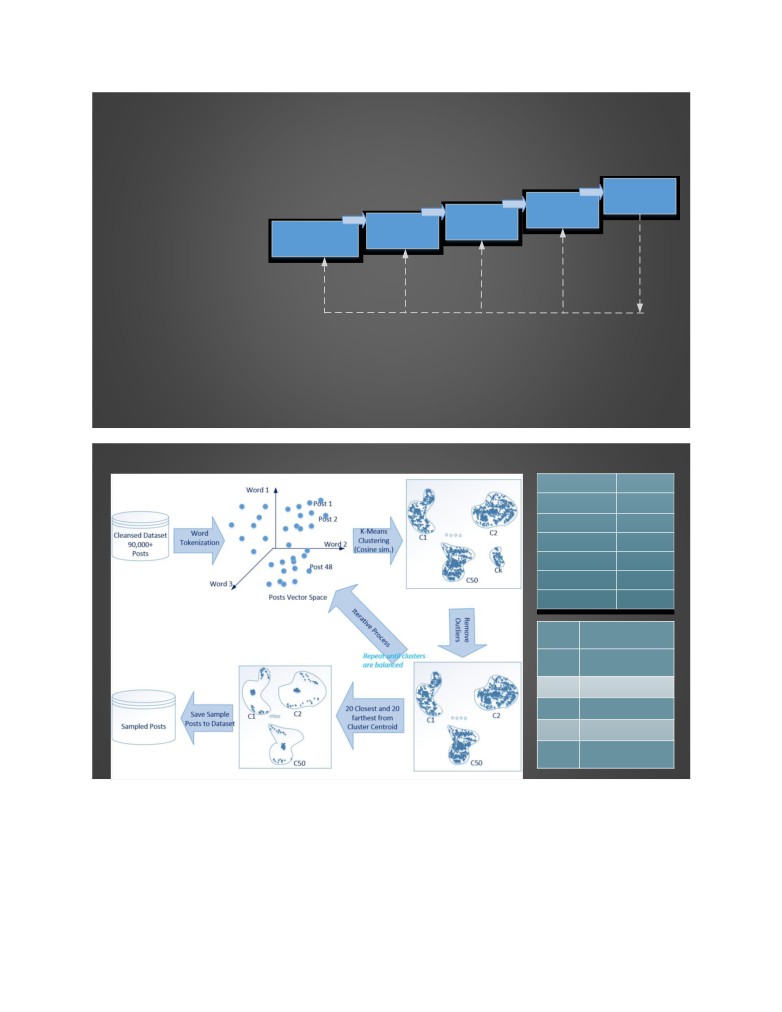 Word 1
Post 1
Post 2
Cleansed Dataset
90,000+
Posts
Word
Tokenization
Word 2
Post 48
Word 3
Posts Vector Space
K-Means
Clustering
(Cosine sim.)
C1
C2
C50
Ck
Iterative Process
Remove
Outliers
Repeat until clusters
are balanced
Sampled Posts
Save Sample
Posts to Dataset
C1
C2
C50
20 Closest and 20
farthest from
Cluster Centroid
C1
C2
C50